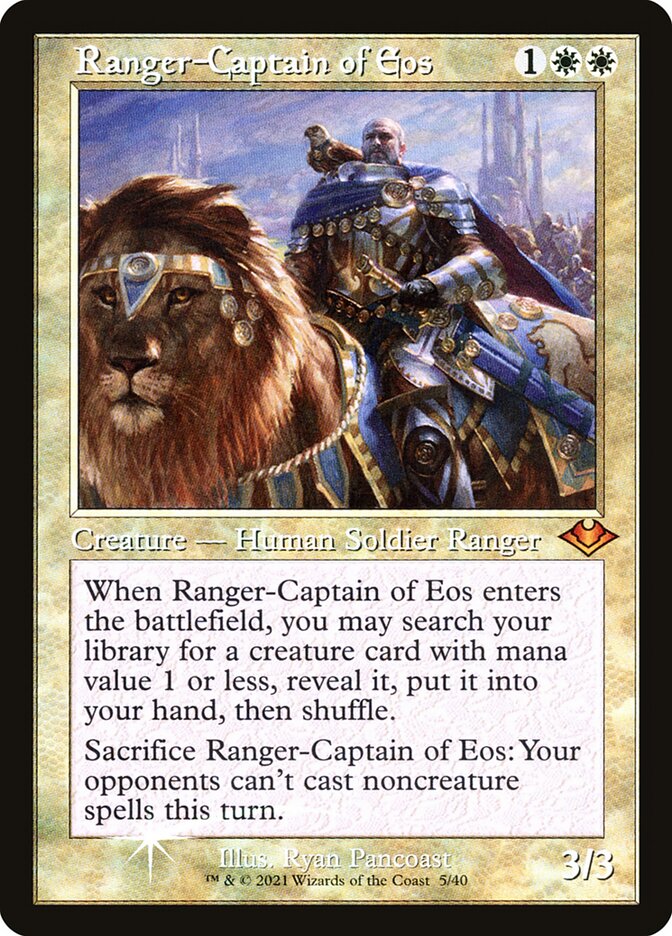 Ranger-Captain of Eos 1
Creature — Human Soldier Ranger
When Ranger-Captain of Eos enters
the battlefield, you may search your
library for a creature card with mana
value 1 or less, reveal it, put it into
your hand, then shuffle.
Sacrifice Ranger-Captain of Eos: Your
opponents can't cast noncreature
spells this turn.
Illus. Ryan Pancoast
3/3
™ & © 2021 Wizards of the Coast 5/40